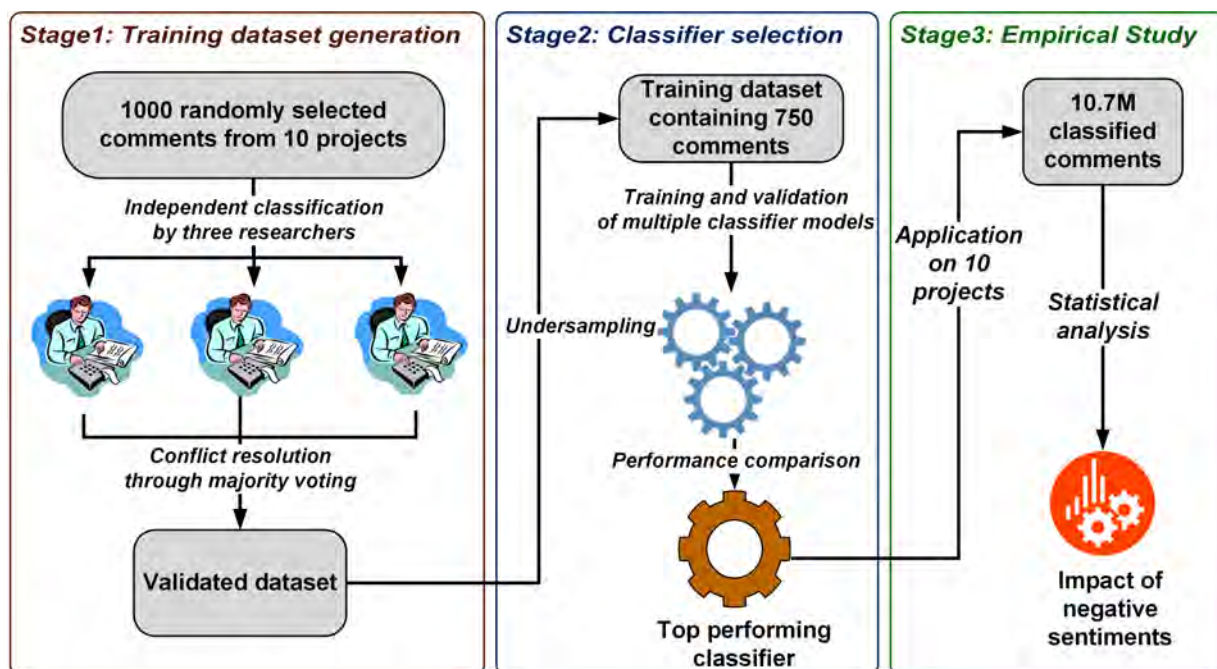 Stage1: Training dataset generation
1000 randomly selected
comments from 10 projects
Independent classification
by three researchers
Conflict resolution
through majority voting
Validated dataset
Stage2: Classifier selection
Training dataset
containing 750
comments
Training and validation
of multiple classifier models
Undersampling
Performance comparison
Top performing
classifier
Stage3: Empirical Study
10.7M
classified
comments
Application
on 10
projects
Statistical
analysis
Impact of
negative
sentiments